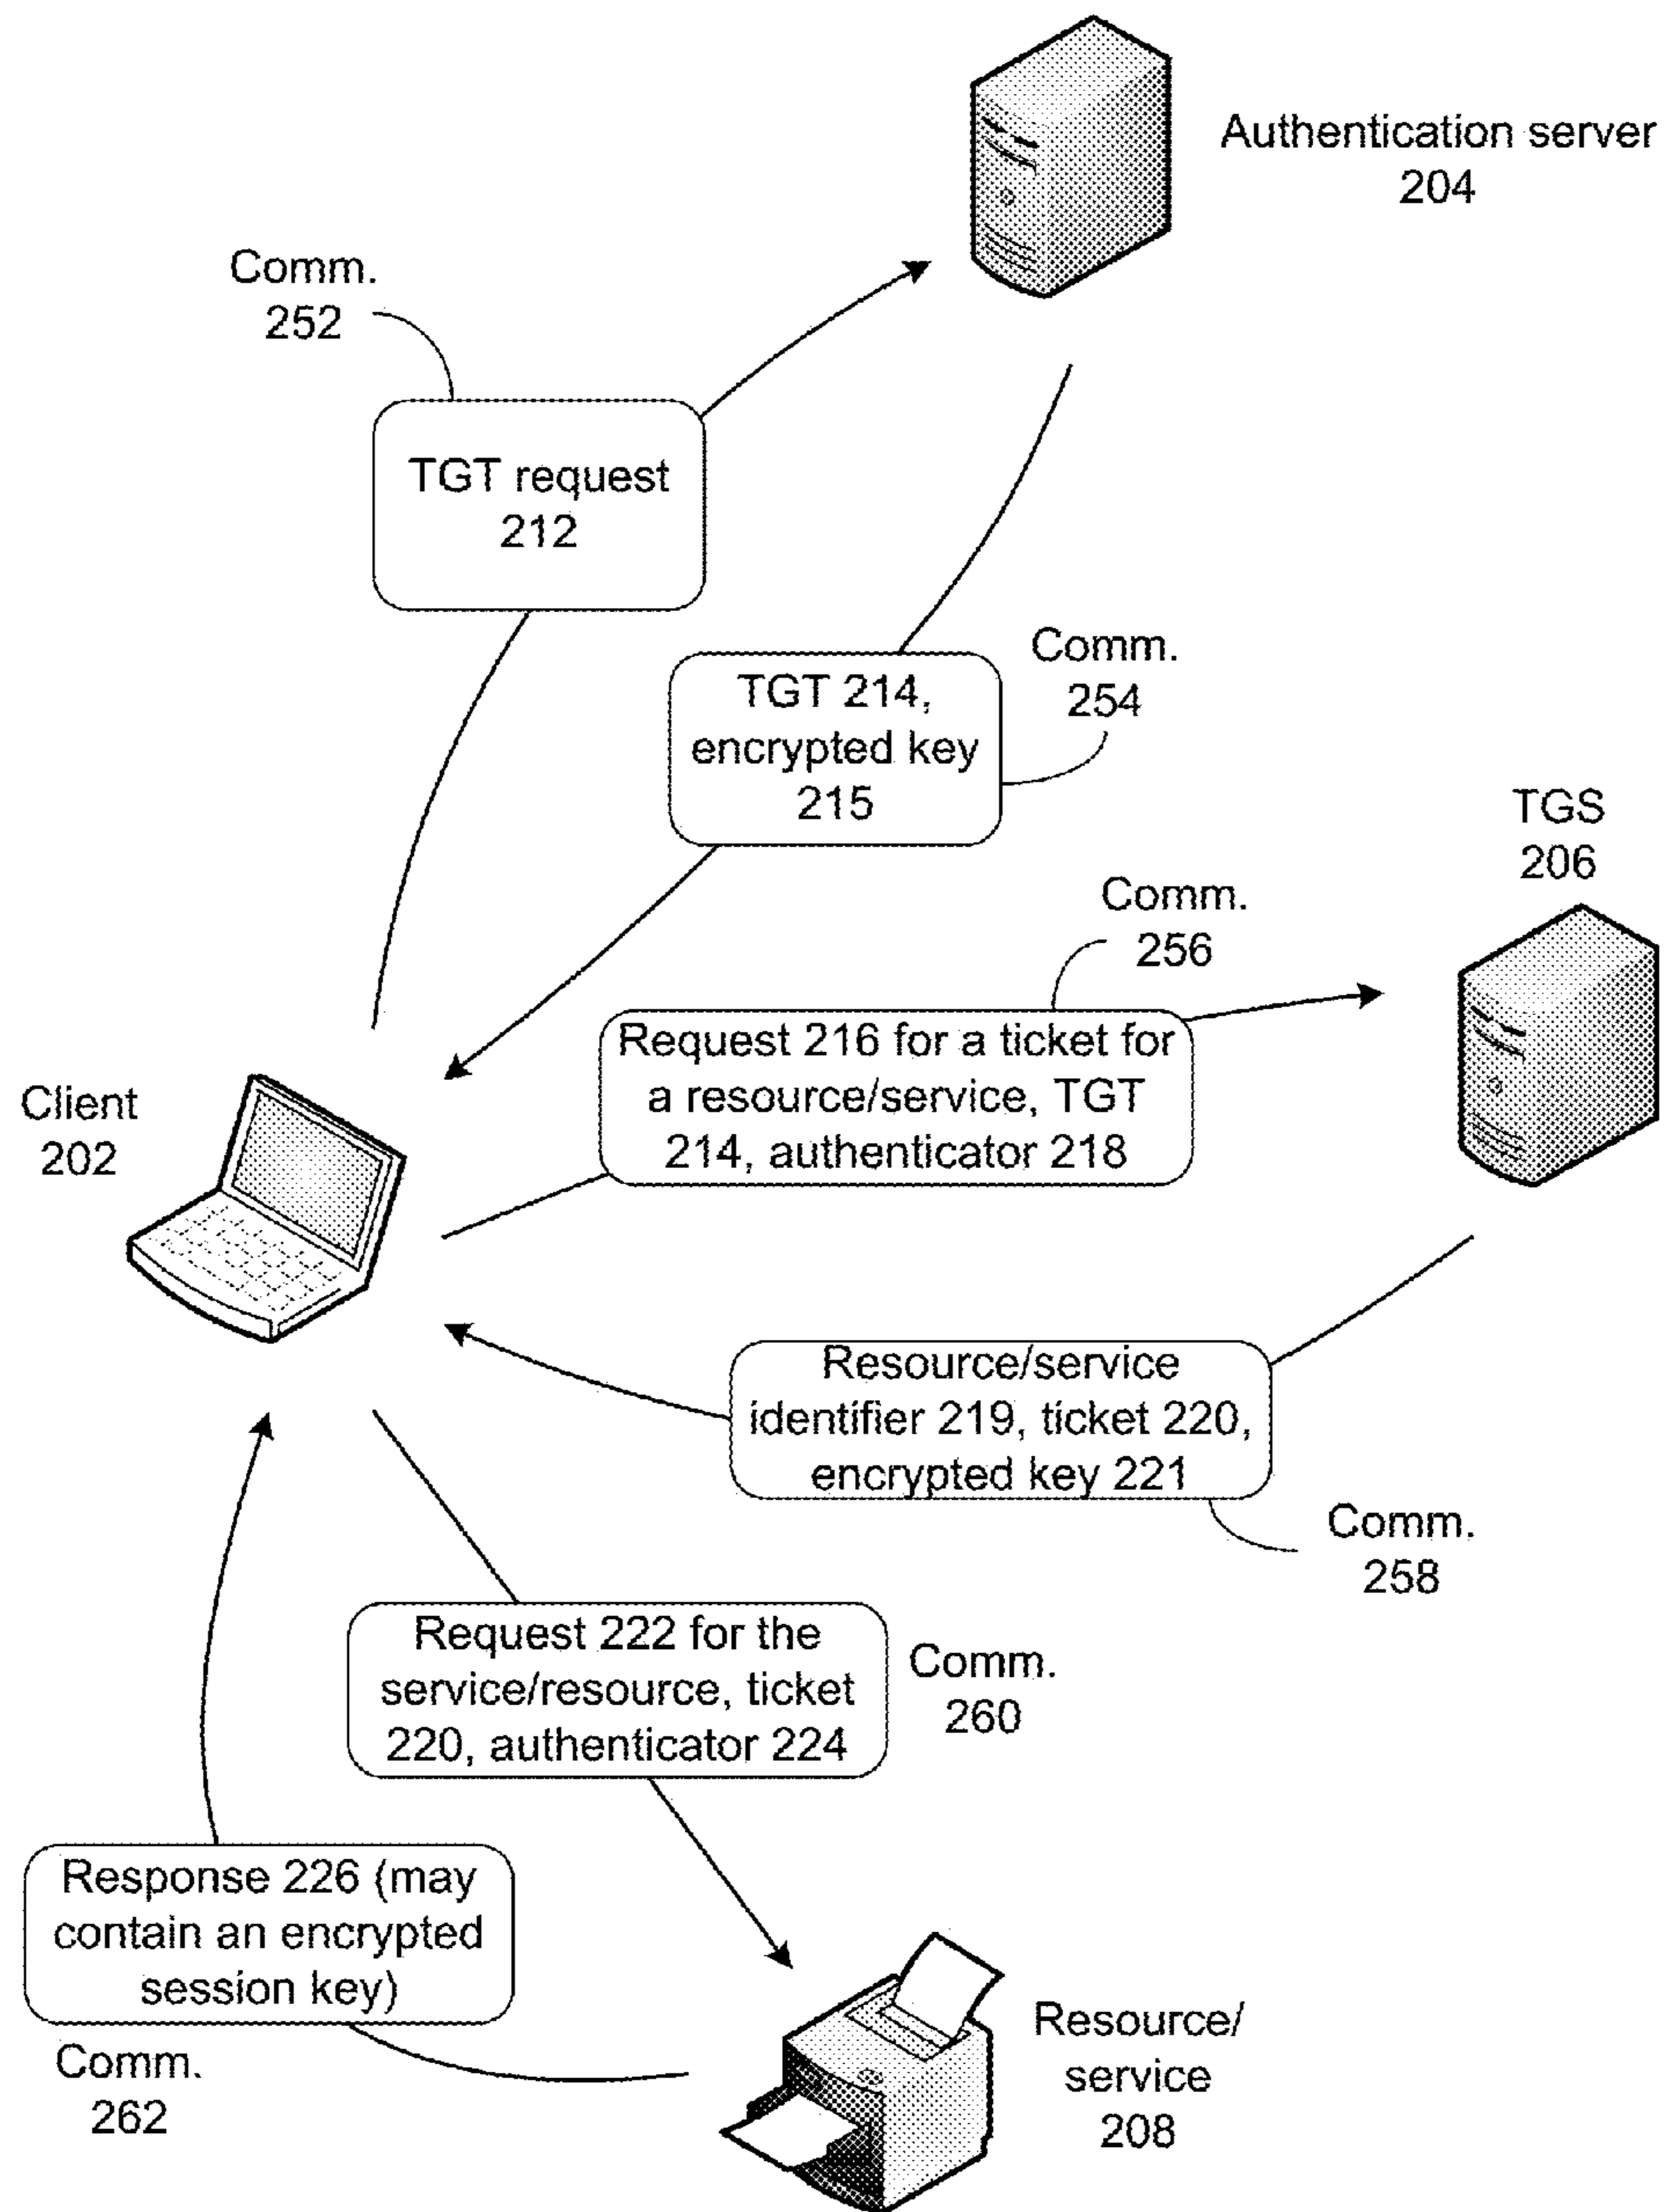 Authentication server
204
Comm.
252
TGT request
212
Comm.
254
TGT 214,
encrypted key
215
TGS
206
Comm.
256
Request 216 for a ticket for
a resource/service, TGT
214, authenticator 218
Client
202
Resource/service
identifier 219, ticket 220,
encrypted key 221
Comm.
258
Request 222 for the
service/resource, ticket
220, authenticator 224
Comm.
260
Response 226 (may
contain an encrypted
session key)
Comm.
262
Resource/
service
208